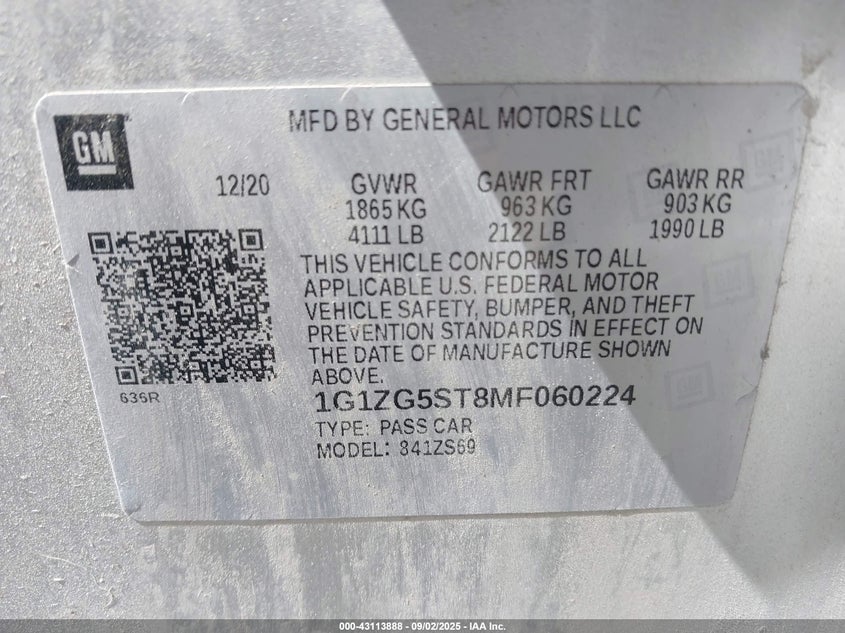 GM
MFD BY GENERAL MOTORS LLC
12/20 GVWR GAWR FRT GAWR RR
1865 KG 963 KG 903 KG
4111 LB 2122 LB 1990 LB
THIS VEHICLE CONFORMS TO ALL
APPLICABLE U.S. FEDERAL MOTOR
VEHICLE SAFETY, BUMPER, AND THEFT
PREVENTION STANDARDS IN EFFECT ON
THE DATE OF MANUFACTURE SHOWN
ABOVE.
636R
1G1ZG5ST8MF060224
TYPE: PASS CAR
MODEL: 841ZS69
000-43113888 - 09/02/2025 - IAA Inc.